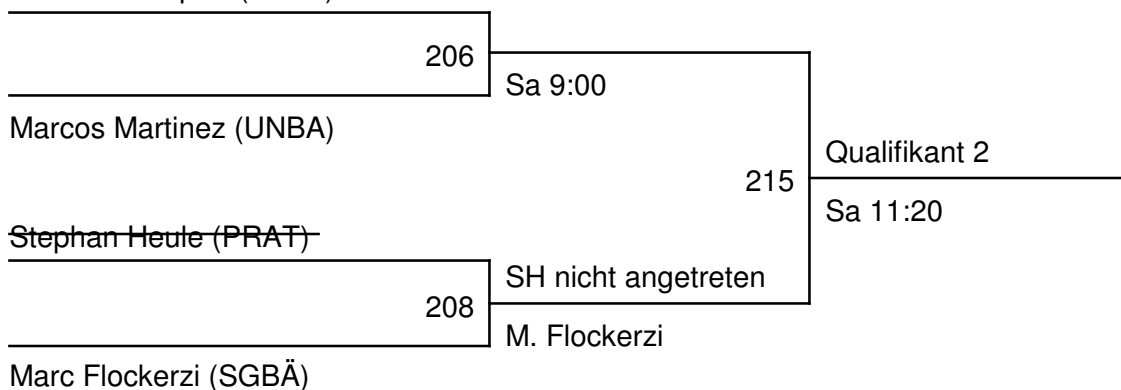 206
Sa 9:00
Marcos Martinez (UNBA)
Qualifikant 2
215
Sa 11:20
Stephan Heule (PRAT)
SH nicht angetreten
208
M. Flockerzi
Marc Flockerzi (SGBÄ)